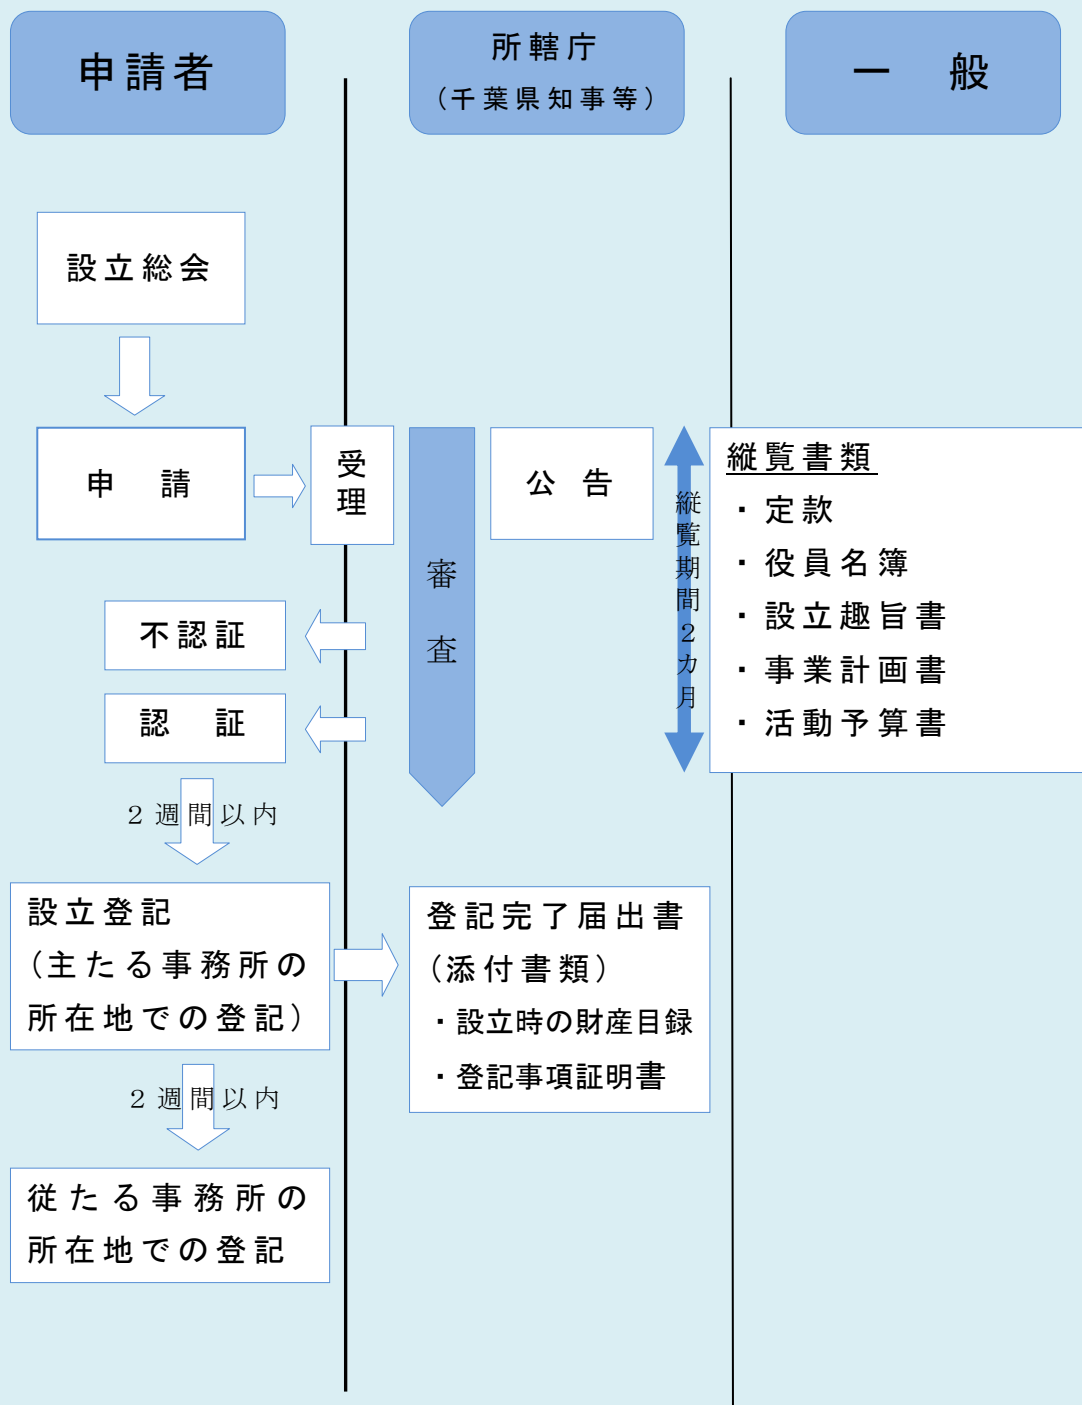 申請者
所轄庁
（千葉県知事等）
一　般
設立総会
申　請
受理
審査
公 告
縦覧期間２カ月
縦覧書類
・定款
・役員名簿
・設立趣旨書
・事業計画書
・活動予算書
不認証
認　証
２週間以内
設立登記
（主たる事務所の
所在地での登記）
登記完了届出書
（添付書類）
・設立時の財産目録
・登記事項証明書
２週間以内
従たる事務所の
所在地での登記